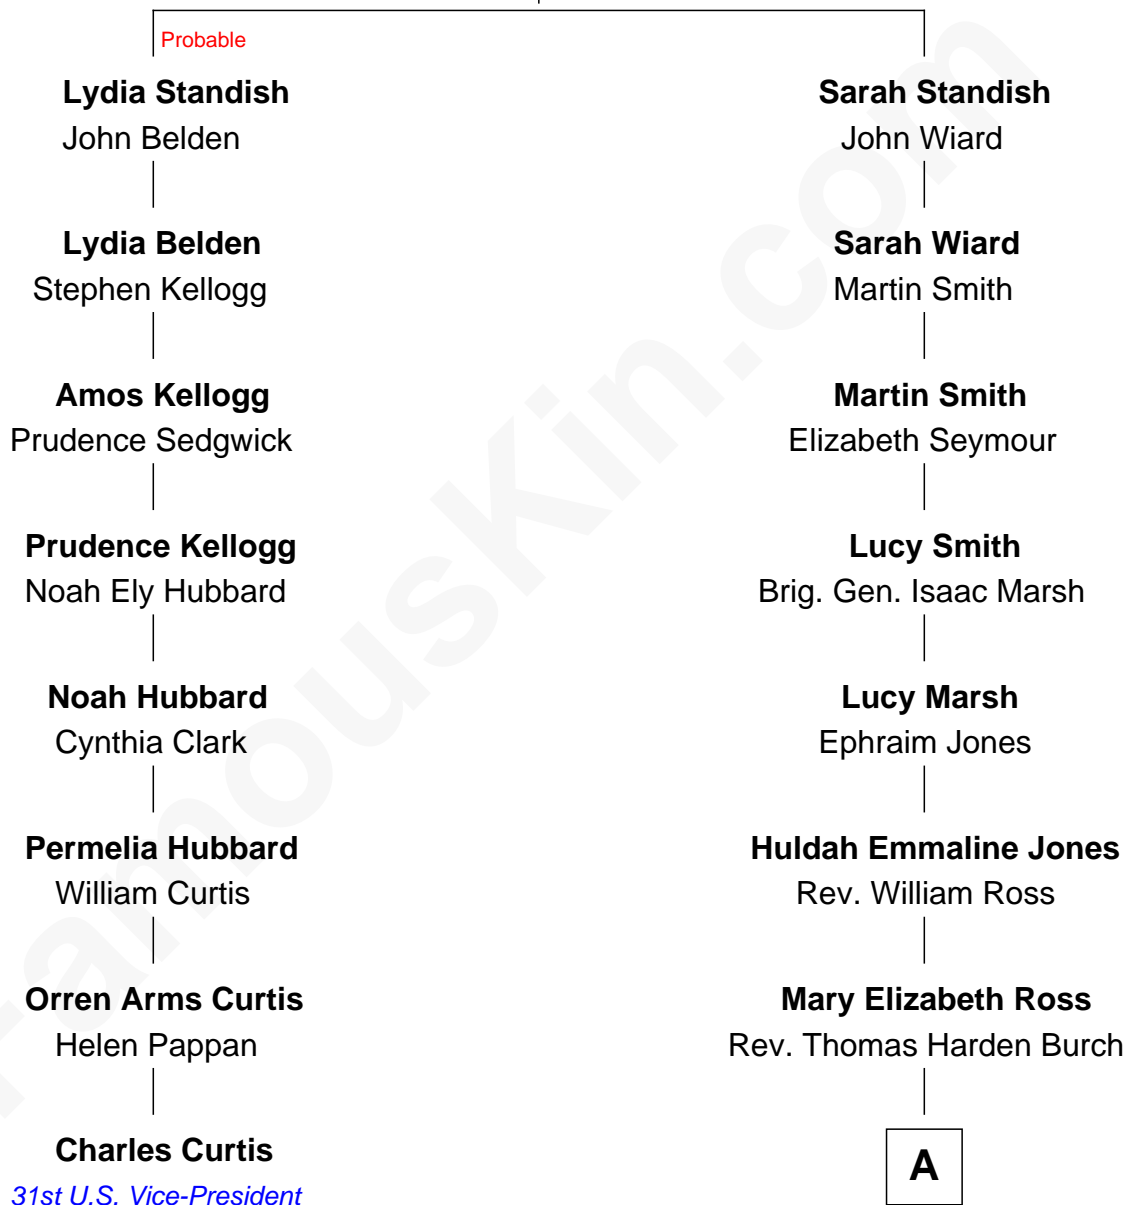 Probable
Lydia Standish
John Belden
Sarah Standish
John Wiard
Lydia Belden
Stephen Kellogg
Sarah Wiard
Martin Smith
Amos Kellogg
Prudence Sedgwick
Martin Smith
Elizabeth Seymour
Prudence Kellogg
Noah Ely Hubbard
Lucy Smith
Brig. Gen. Isaac Marsh
Noah Hubbard
Cynthia Clark
Lucy Marsh
Ephraim Jones
Permelia Hubbard
William Curtis
Huldah Emmaline Jones
Rev. William Ross
Orren Arms Curtis
Helen Pappan
Mary Elizabeth Ross
Rev. Thomas Harden Burch
Charles Curtis
31st U.S. Vice-President
A
FamousKin.com